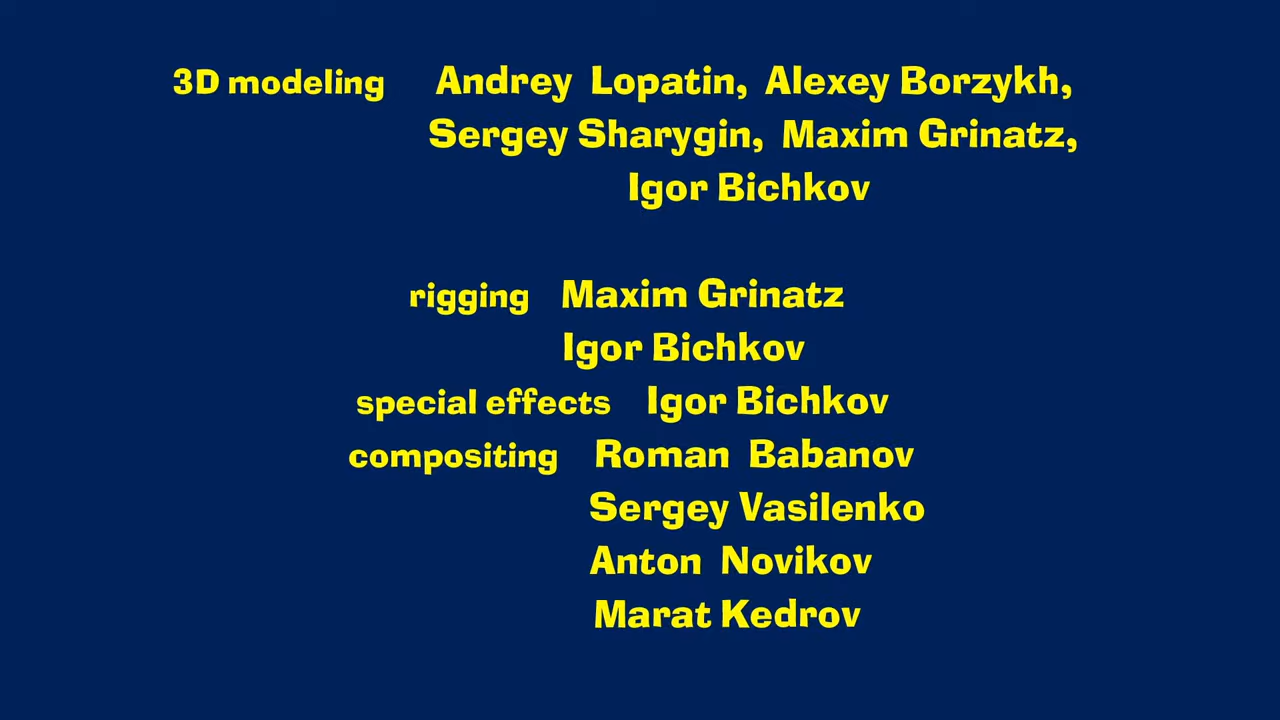 3D modeling Andrey Lopatin, Alexey Borzykh,
Sergey Sharygin, Maxim Grinatz,
Igor Bichkov
rigging Maxim Grinatz
Igor Bichkov
special effects Igor Bichkov
compositing Roman Babanov
Sergey Vasilenko
Anton Novikov
Marat Kedrov